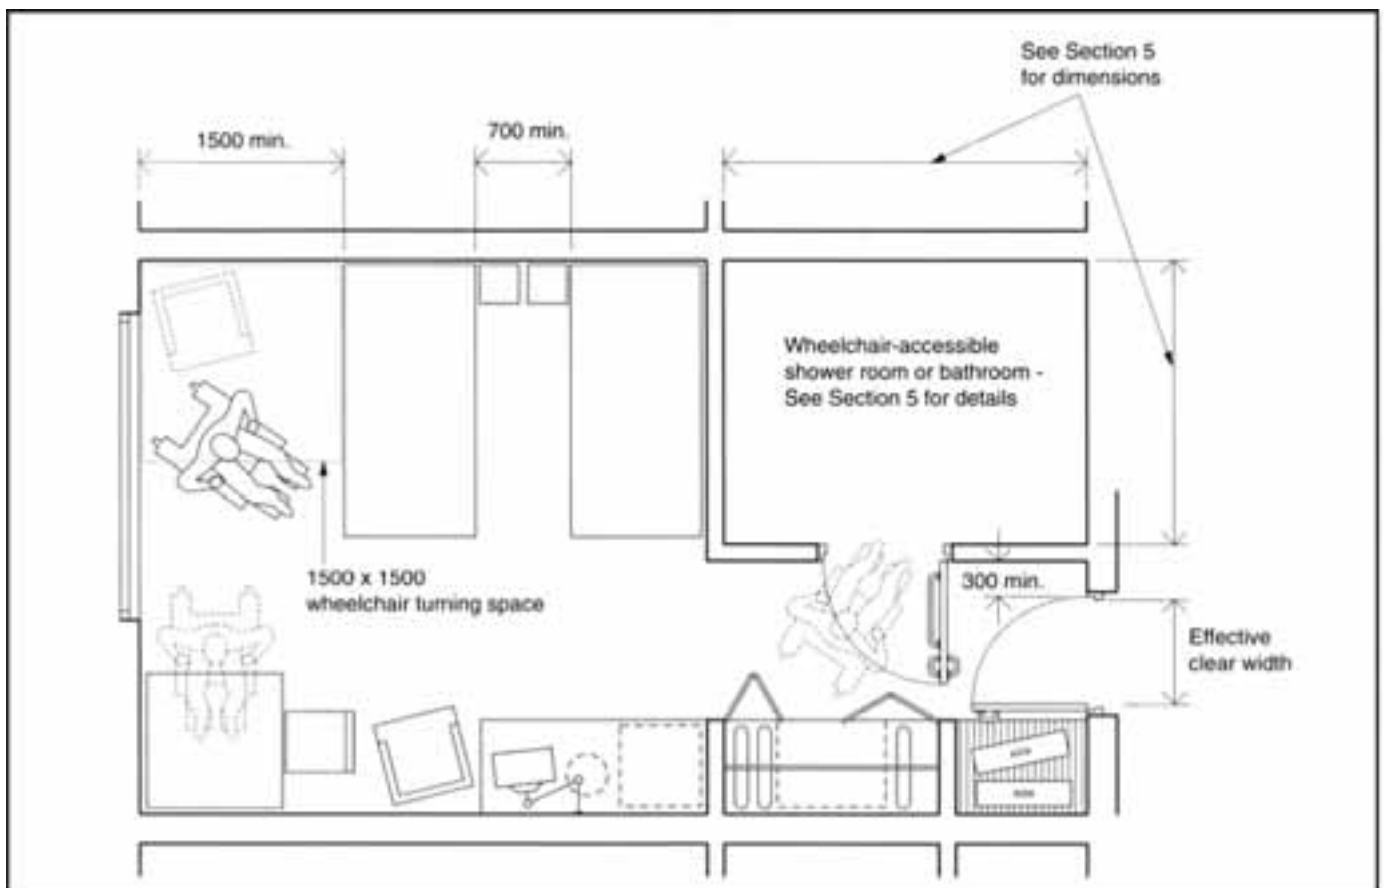 See Section 5
for dimensions
1500 min.
700 min.
Wheelchair-accessible
shower room or bathroom -
See Section 5 for details
1500 x 1500
wheelchair turning space
300 min.
Effective
clear width